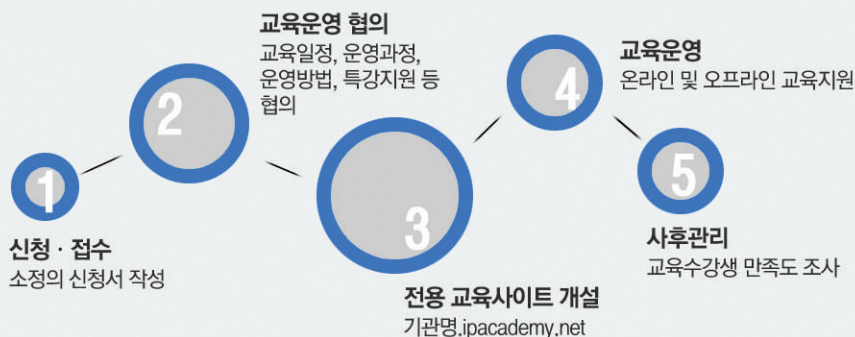 1
신청 · 접수
소정의 신청서 작성
2
교육운영 협의
교육일정, 운영과정,
운영방법, 특강지원 등
협의
3
전용 교육사이트 개설
기관명.ipacademy.net
4
교육운영
온라인 및 오프라인 교육지원
5
사후관리
교육수강생 만족도 조사